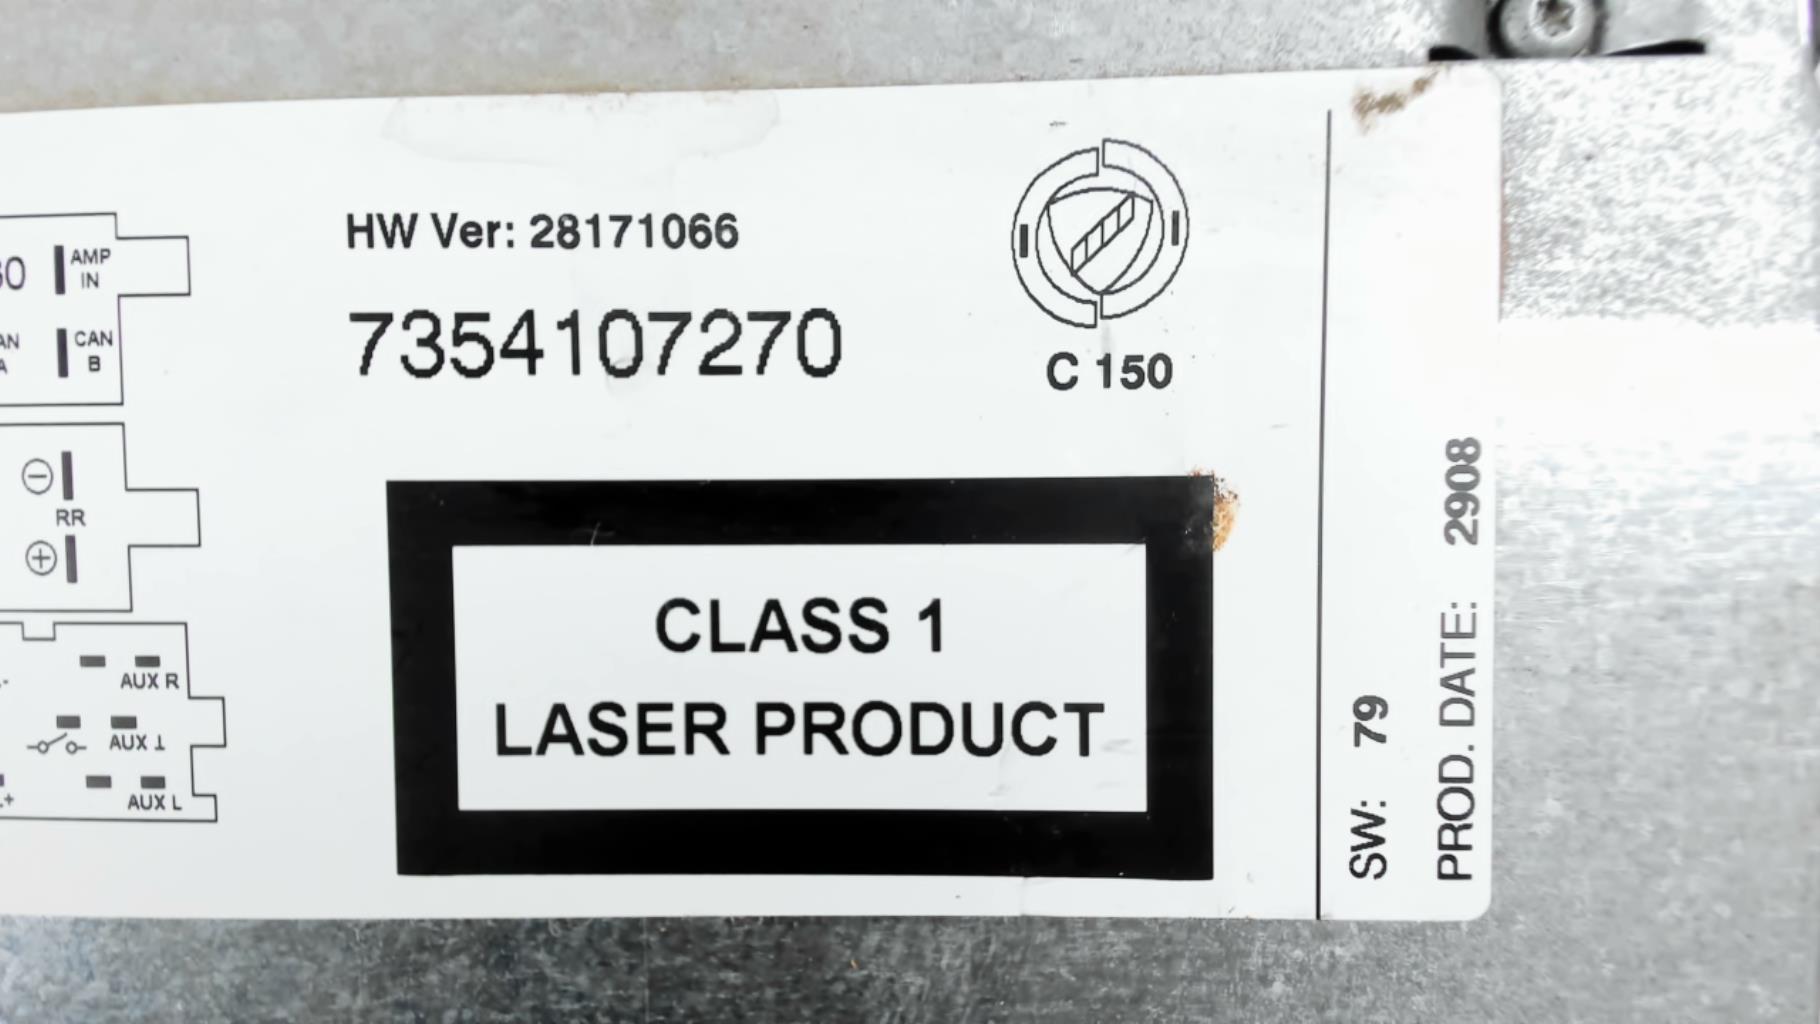 AMP
IN
CAN
B
RR
AUX R
AUX ⊥
AUX L
HW Ver: 28171066
7354107270
C 150
CLASS 1
LASER PRODUCT
SW: 79
PROD. DATE: 2908